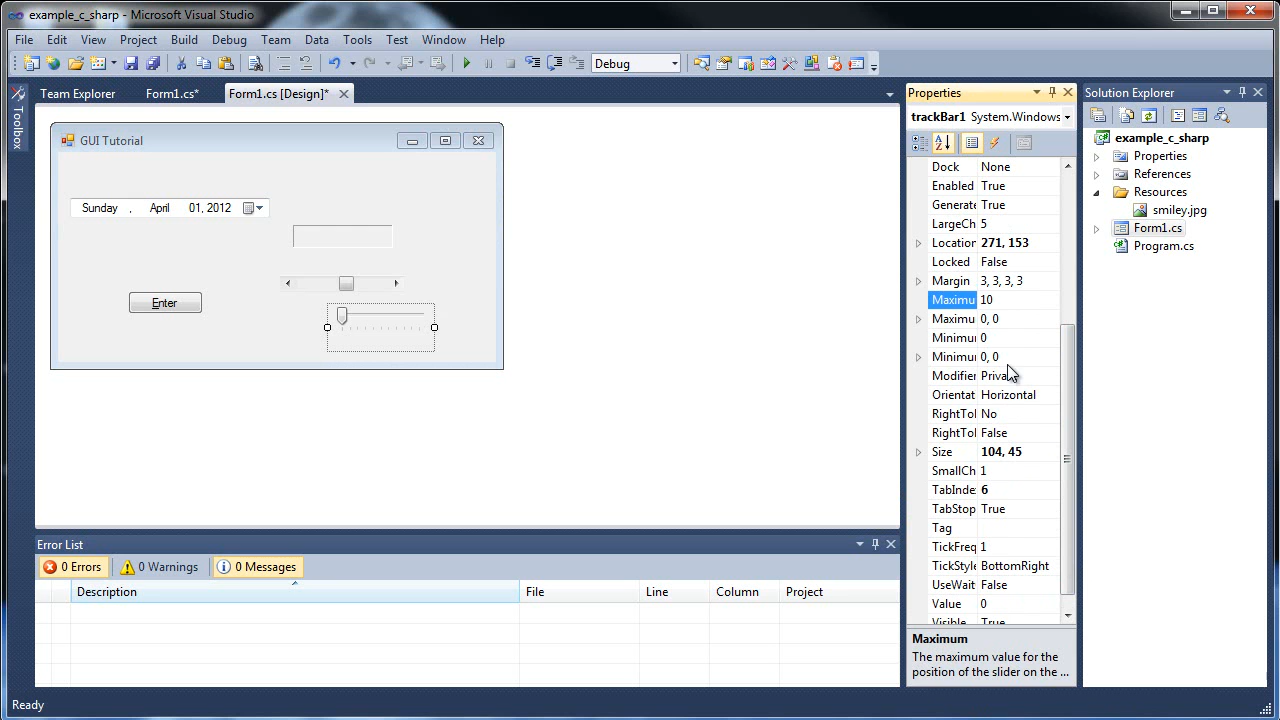 example_c_sharp - Microsoft Visual Studio
File Edit View Project Build Debug Team Data Tools Test Window Help
Debug
Toolbox
Team Explorer Form1.cs* Form1.cs [Design]*
GUI Tutorial
Sunday , April 01, 2012
Enter
Properties
trackBar1 System.Windows
Dock None
Enabled True
Generate True
LargeCh 5
Location 271, 153
Locked False
Margin 3, 3, 3, 3
Maximu 10
Maximu 0, 0
Minimur 0
Minimur 0, 0
Modifier Privat
Orientat Horizontal
RightTol No
RightTol False
Size 104, 45
SmallCh 1
TabInde 6
TabStop True
Tag
TickFreq 1
TickStyle BottomRight
UseWait False
Value 0
Visible True
Maximum
The maximum value for the
position of the slider on the ...
Solution Explorer
example_c_sharp
Properties
References
Resources
smiley.jpg
Form1.cs
Program.cs
Error List
0 Errors 0 Warnings 0 Messages
Description File Line Column Project
Ready